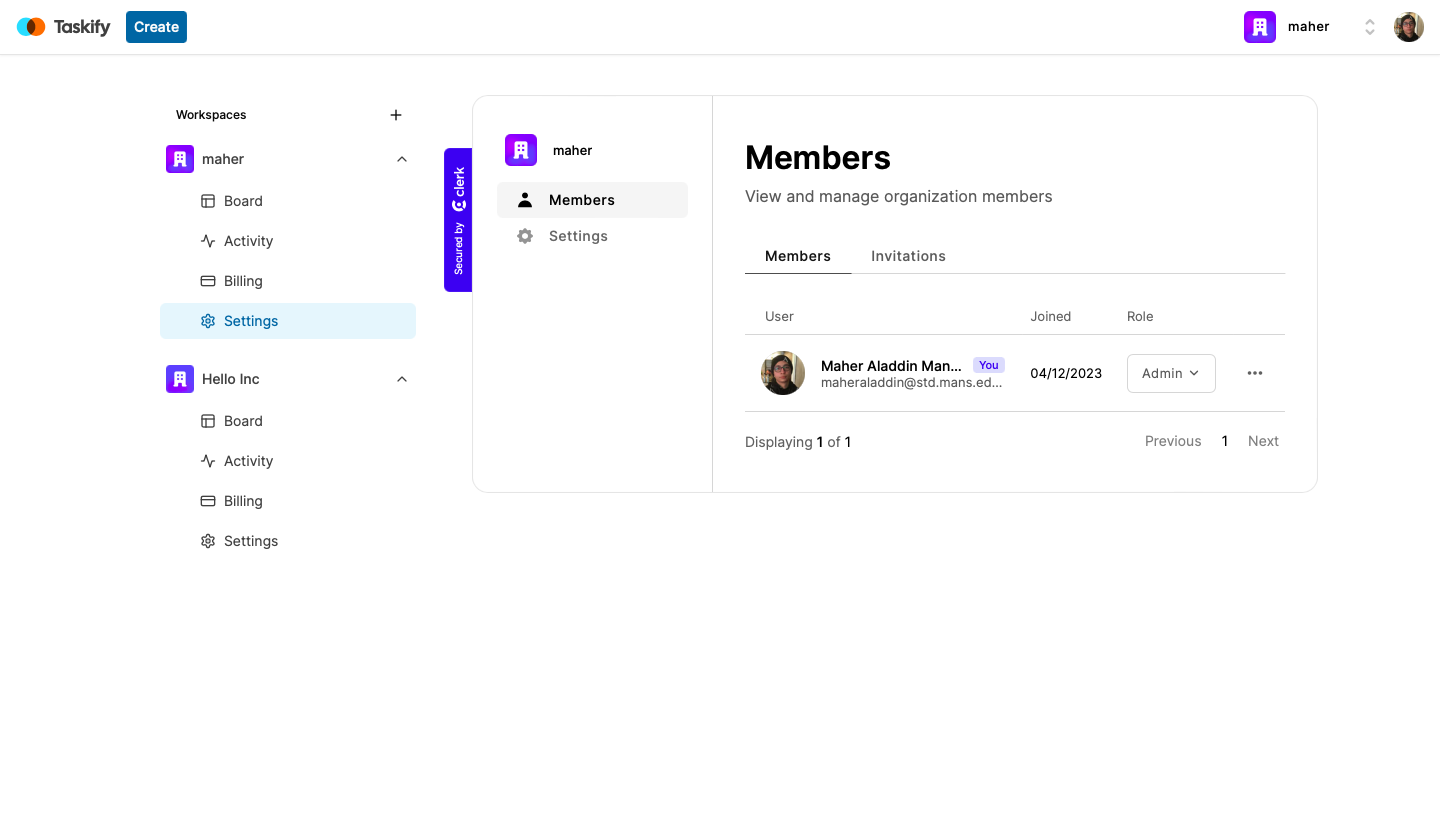 Taskify
Create
maher
Workspaces
maher
Board
Activity
Billing
Settings
Hello Inc
Board
Activity
Billing
Settings
Secured by clerk
maher
Members
Settings
Members
View and manage organization members
Members Invitations
User Joined Role
Maher Aladdin Man... You
maheraladdin@std.mans.ed...
04/12/2023
Admin
Displaying 1 of 1
Previous 1 Next